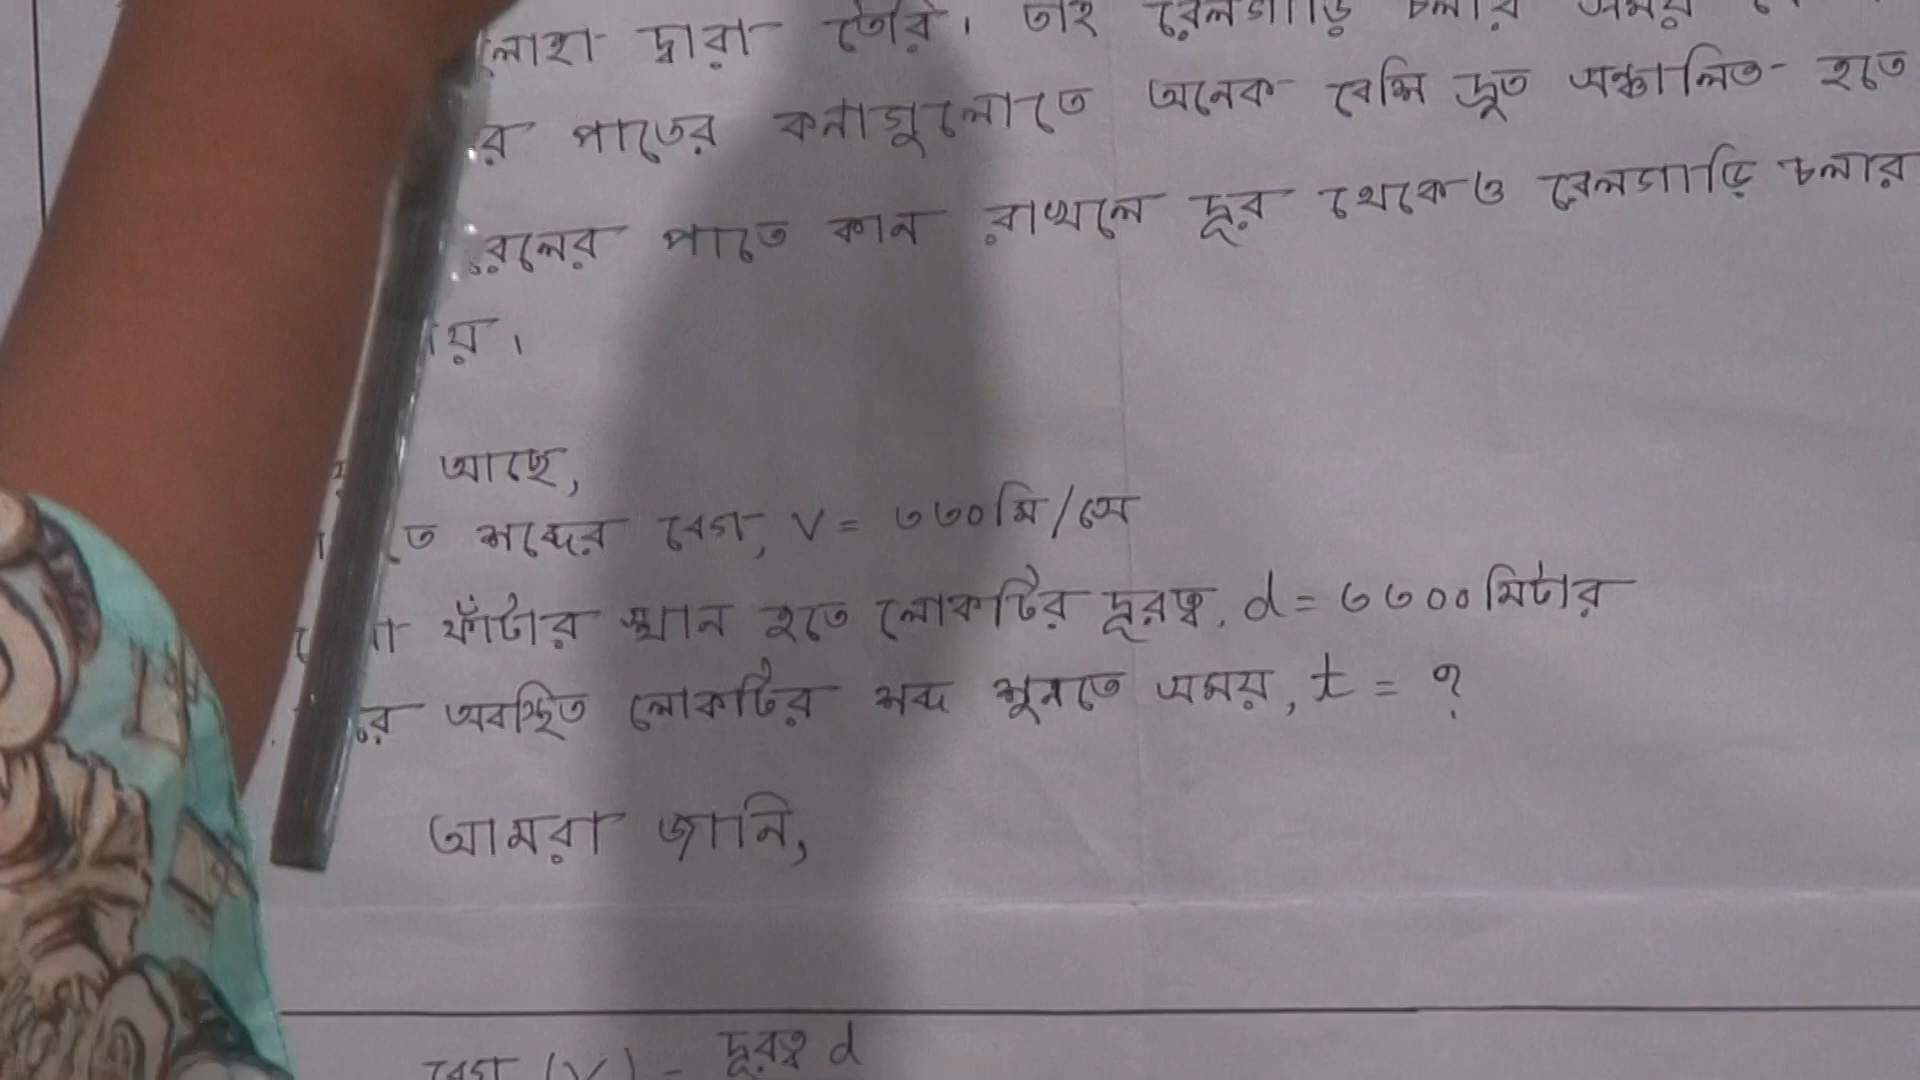 লোহা দ্বারা তৈরি। তাই রেলগাড়ি চলার সময়
র পাতের কনাগুলোতে অনেক বেশি দ্রুত সঞ্চালিত হতে
রেলের পাতে কান রাখলে দূর থেকেও রেলগাড়ি চলার
য়।
আছে,
তে শব্দের বেগ, v = ৩৩০মি/সে
ফাঁটার স্থান হতে লোকটির দূরত্ব, d = ৩৩০০ মিটার
রে অবস্থিত লোকটির শব্দ শুনতে সময়, t = ?
আমরা জানি,
বেগ (v) = দূরত্ব d